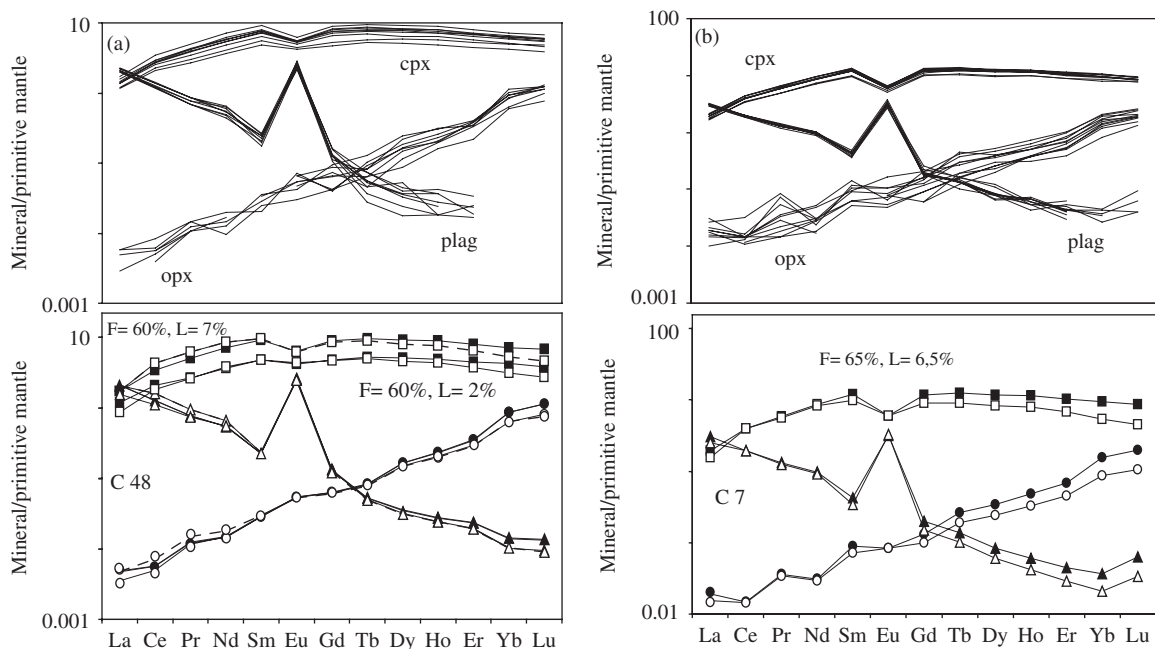 10
(a)
cpx
plag
opx
0.001
Mineral/primitive mantle
100
(b)
cpx
plag
opx
0.001
Mineral/primitive mantle
10
F= 60%, L= 7%
F= 60%, L= 2%
C 48
0.001
Mineral/primitive mantle
La Ce Pr Nd Sm Eu Gd Tb Dy Ho Er Yb Lu
100
F= 65%, L= 6,5%
C 7
0.01
Mineral/primitive mantle
La Ce Pr Nd Sm Eu Gd Tb Dy Ho Er Yb Lu